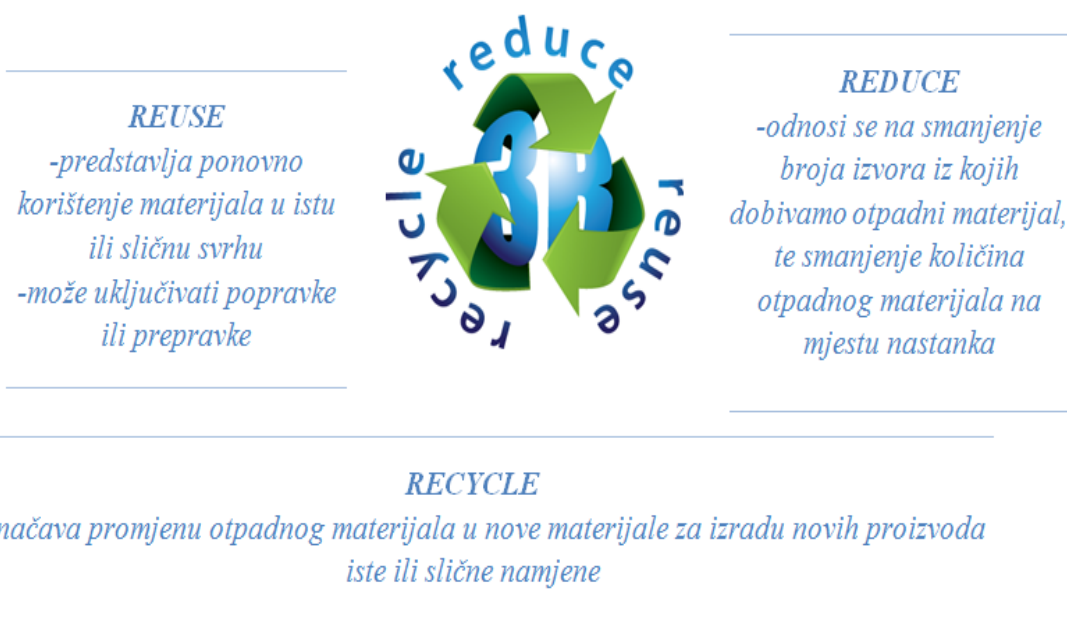 REUSE
-predstavlja ponovno
korištenje materijala u istu
ili sličnu svrhu
-može uključivati popravke
ili prepravke
reduce
3R
recycle
reuse
REDUCE
-odnosi se na smanjenje
broja izvora iz kojih
dobivamo otpadni materijal,
te smanjenje količina
otpadnog materijala na
mjestu nastanka
RECYCLE
promjenu otpadnog materijala u nove materijale za izradu novih proizvoda
iste ili slične namjene